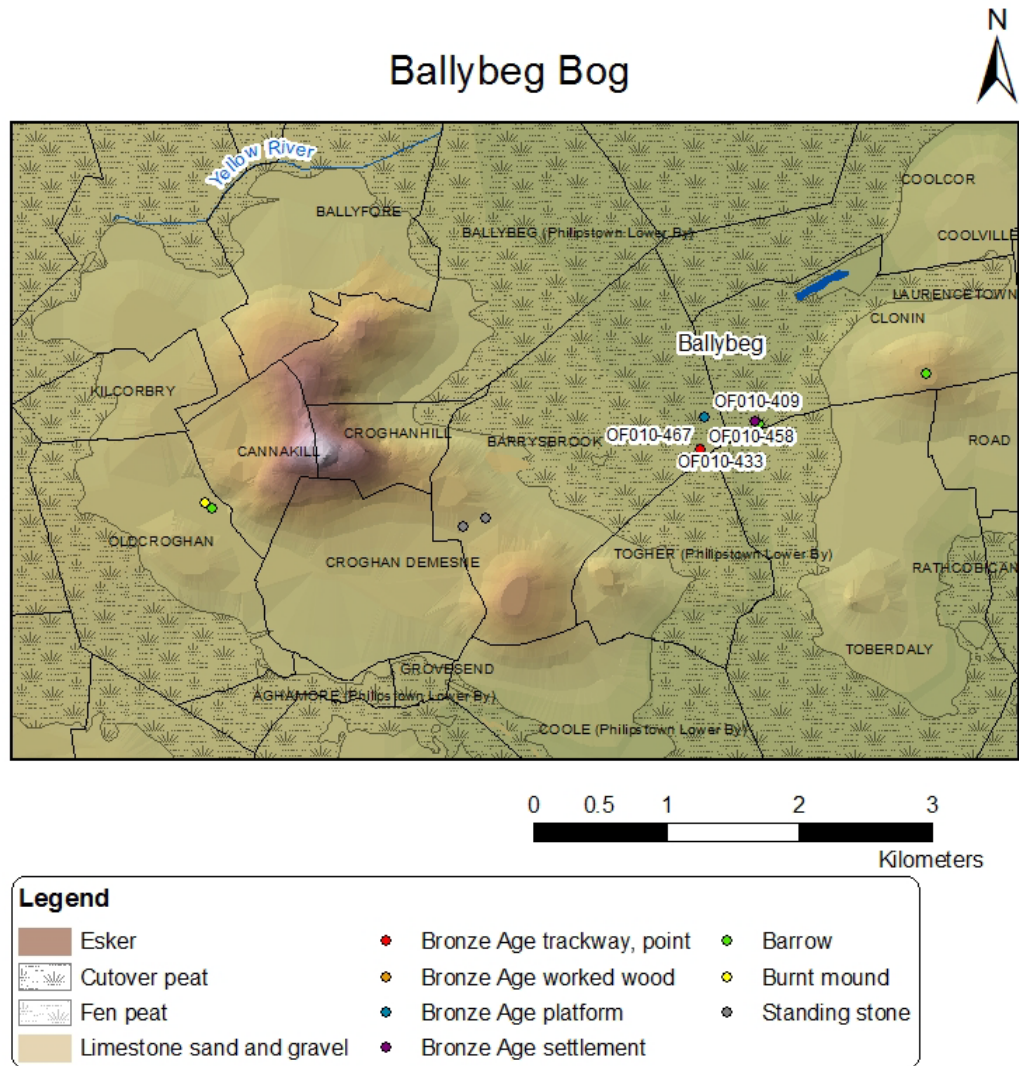 N
Ballybeg Bog
Yellow River
COOLCOR
BALLYFORE
BALLYBEG (Philipstown Lower By)
COOLVILLE
LAURENCETOWN
CLONIN
Ballybeg
KILCORBRY
OF010-409
CROGHANHILL
BARRYSBROOK
OF010-467
OF010-458
ROAD
CANNAKILL
OF010-433
OLDCROGHAN
CROGHAN DEMESNE
TOGHER (Philipstown Lower By)
RATHCOBICAN
TOBERDALY
GROVESEND
AGHAMORE (Philipstown Lower By)
COOLE (Philipstown Lower By)
0 0.5 1 2 3
Kilometers
Legend
Esker
Cutover peat
Fen peat
Limestone sand and gravel
Bronze Age trackway, point
Bronze Age worked wood
Bronze Age platform
Bronze Age settlement
Barrow
Burnt mound
Standing stone